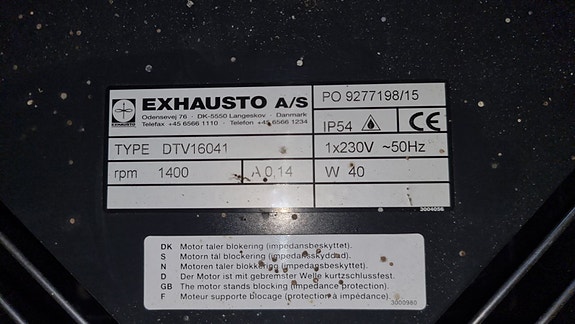 EXHAUSTO A/S
EXHAUSTO
Odensevej 76 · DK-5550 Langeskov · Danmark
Telefax +45 6566 1110 · Telefon +45 6566 1234
PO 9277198/15
IP54 CE
TYPE DTV16041
1x230V ~50Hz
rpm 1400 A 0,14
W 40
3004056
DK Motor tåler blokering (impedansbeskyttet).
S Motorn tål blockering (impedansskyddad).
N Motoren tåler blokkering (impedansbeskyttet).
D Der Motor ist mit gebremster Welle kurtzschlussfest.
GB The motor stands blocking (impedance protection).
F Moteur supporte blocage (protection à impédance).
3000980